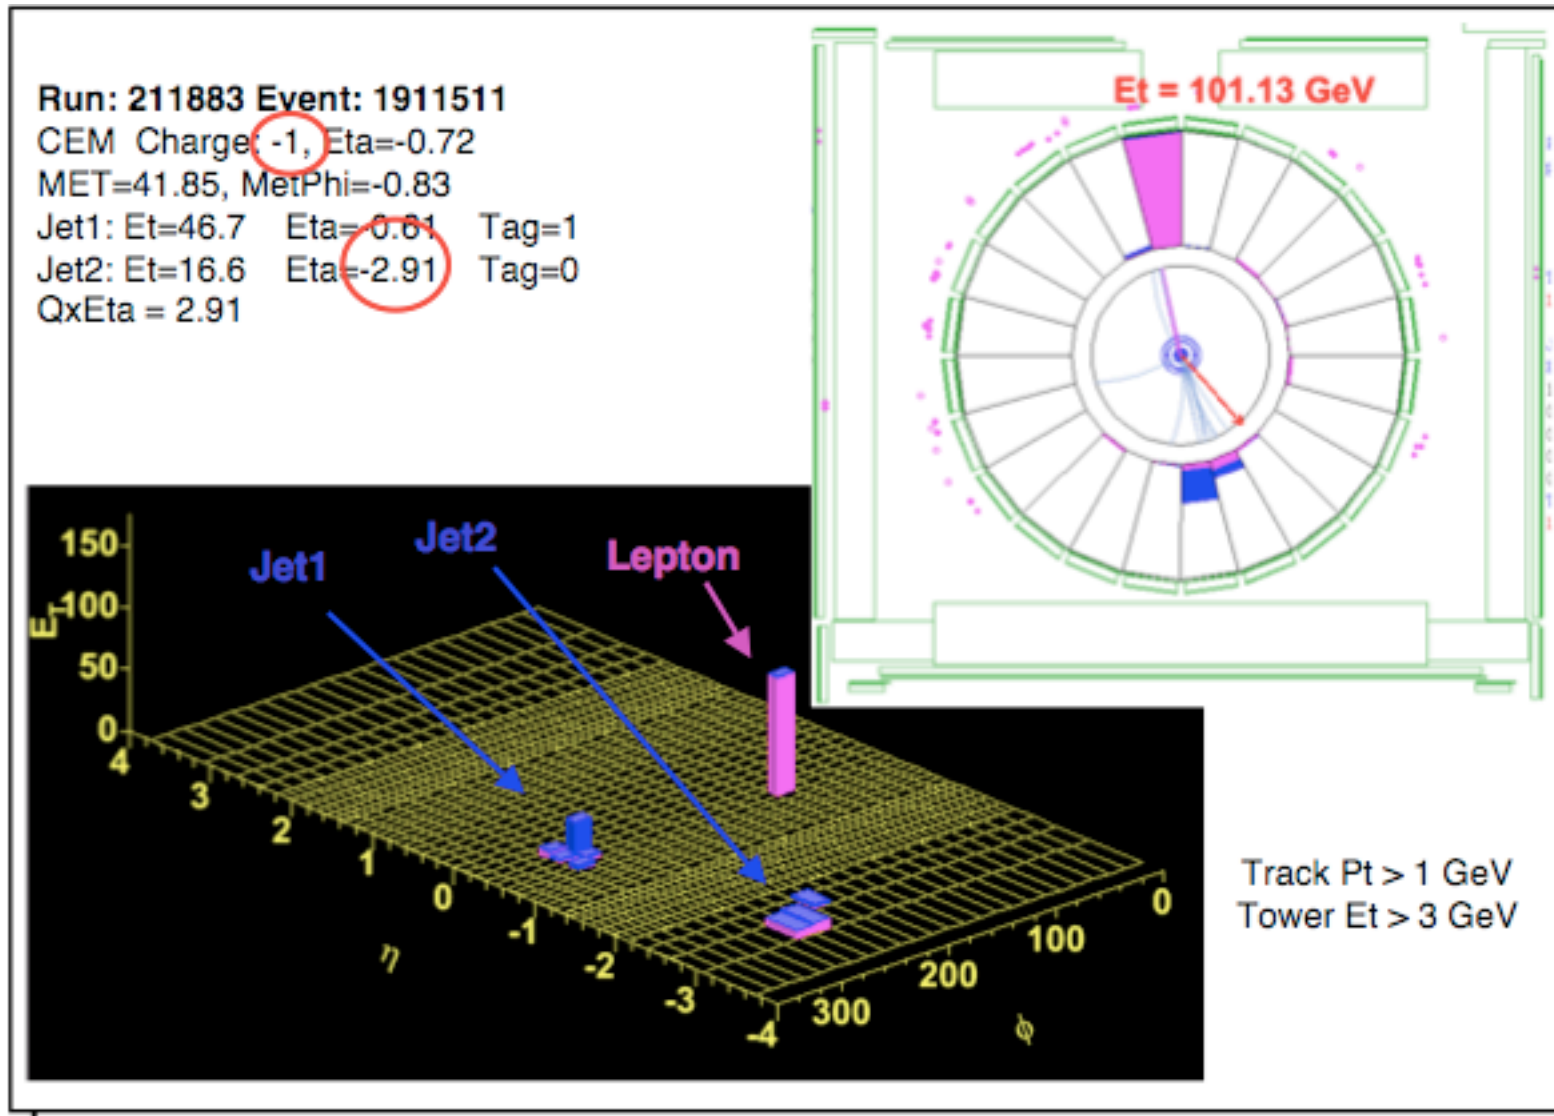 Run: 211883 Event: 1911511
CEM Charge: -1, Eta=-0.72
MET=41.85, MetPhi=-0.83
Jet1: Et=46.7 Eta=-0.61 Tag=1
Jet2: Et=16.6 Eta=-2.91 Tag=0
QxEta = 2.91
Et = 101.13 GeV
Jet1
Jet2
Lepton
150
100
50
0
ET
4
3
2
1
0
-1
-2
-3
-4
η
300
200
100
0
ϕ
Track Pt > 1 GeV
Tower Et > 3 GeV